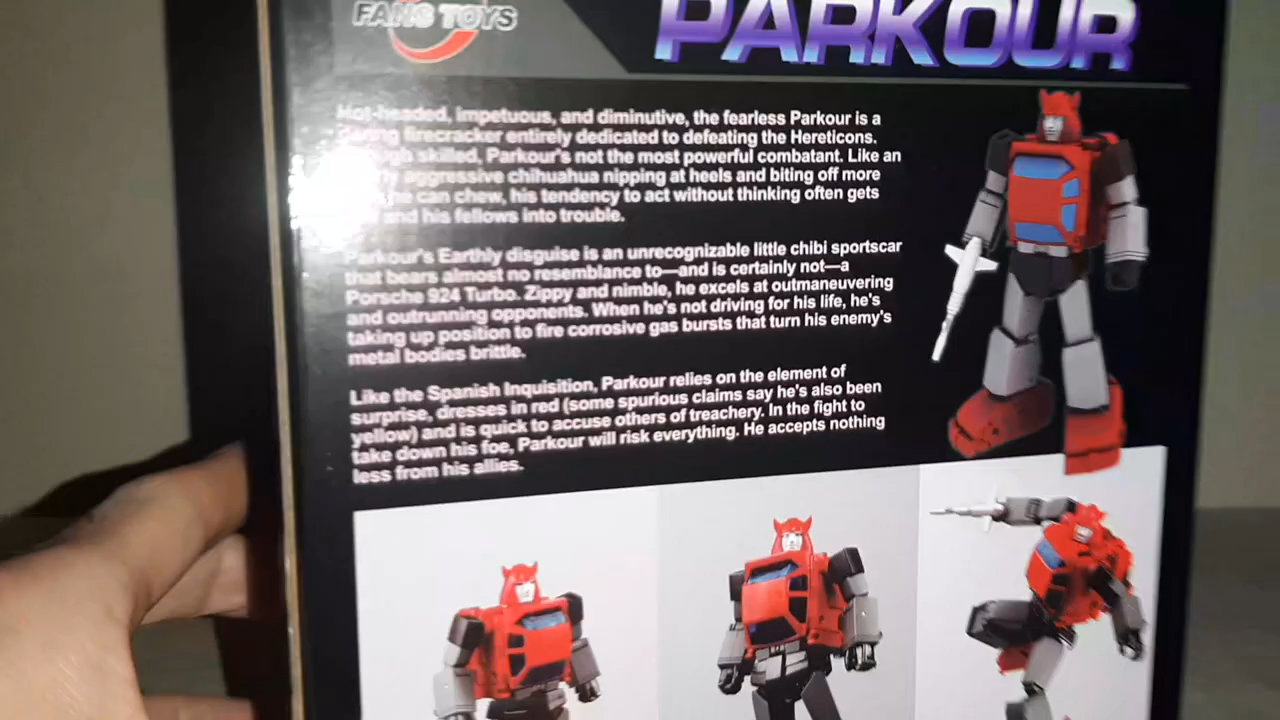 FANS TOYS
PARKOUR
Hot-headed, impetuous, and diminutive, the fearless Parkour is a
firecracker entirely dedicated to defeating the Hereticons.
skilled, Parkour's not the most powerful combatant. Like an
aggressive chihuahua nipping at heels and biting off more
he can chew, his tendency to act without thinking often gets
and his fellows into trouble.
Parkour's Earthly disguise is an unrecognizable little chibi sportscar
that bears almost no resemblance to—and is certainly not—a
Porsche 924 Turbo. Zippy and nimble, he excels at outmaneuvering
and outrunning opponents. When he's not driving for his life, he's
taking up position to fire corrosive gas bursts that turn his enemy's
metal bodies brittle.
Like the Spanish Inquisition, Parkour relies on the element of
surprise, dresses in red (some spurious claims say he's also been
yellow) and is quick to accuse others of treachery. In the fight to
take down his foe, Parkour will risk everything. He accepts nothing
less from his allies.